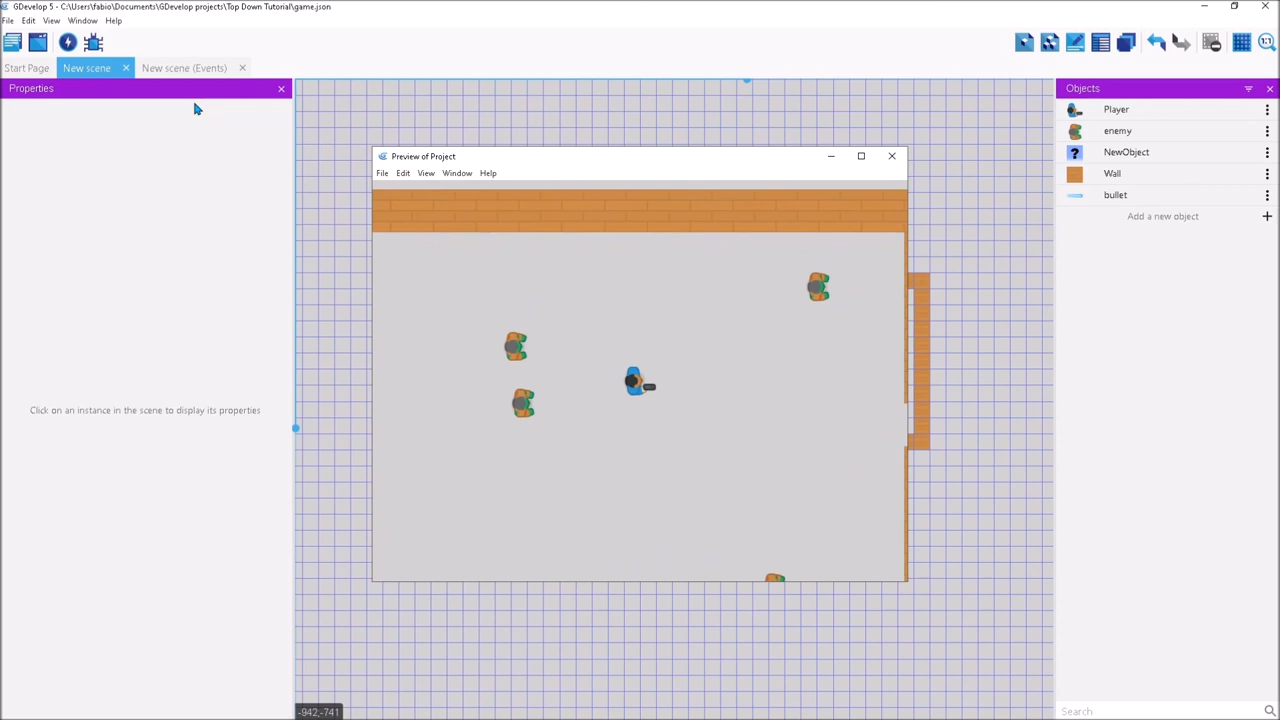 GDevelop 5 - C:\Users\fabio\Documents\GDevelop projects\Top Down Tutorial\game.json
File Edit View Window Help
1:1
Start Page New scene New scene (Events)
Properties
Objects
Player
enemy
? NewObject
Wall
bullet
Add a new object
Preview of Project
File Edit View Window Help
Click on an instance in the scene to display its properties
-942;-741
Search